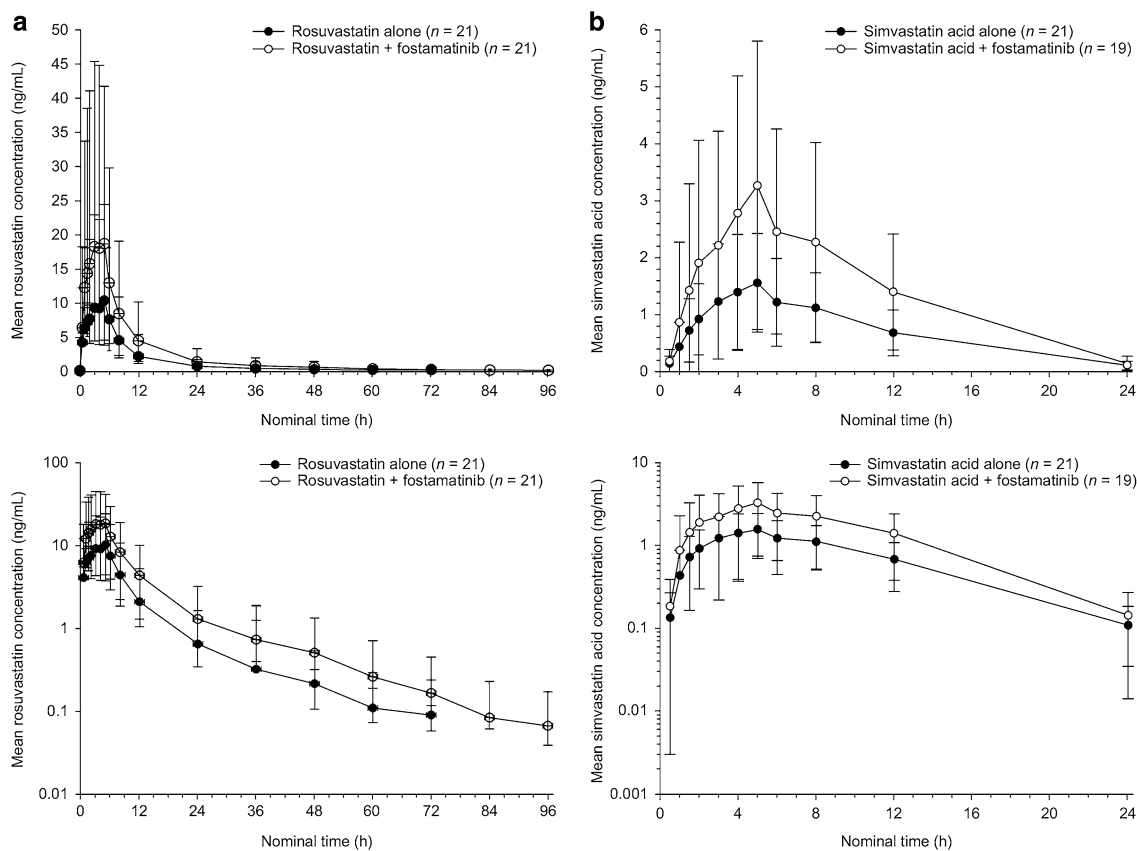 a
Mean rosuvastatin concentration (ng/mL)
50
45
40
35
30
25
20
15
10
5
0
Rosuvastatin alone (n = 21)
Rosuvastatin + fostamatinib (n = 21)
0 12 24 36 48 60 72 84 96
Nominal time (h)
b
Mean simvastatin acid concentration (ng/mL)
6
5
4
3
2
1
0
Simvastatin acid alone (n = 21)
Simvastatin acid + fostamatinib (n = 19)
0 4 8 12 16 20 24
Nominal time (h)
Mean rosuvastatin concentration (ng/mL)
100
10
1
0.1
0.01
Rosuvastatin alone (n = 21)
Rosuvastatin + fostamatinib (n = 21)
0 12 24 36 48 60 72 84 96
Nominal time (h)
Mean simvastatin acid concentration (ng/mL)
10
1
0.1
0.01
0.001
Simvastatin acid alone (n = 21)
Simvastatin acid + fostamatinib (n = 19)
0 4 8 12 16 20 24
Nominal time (h)